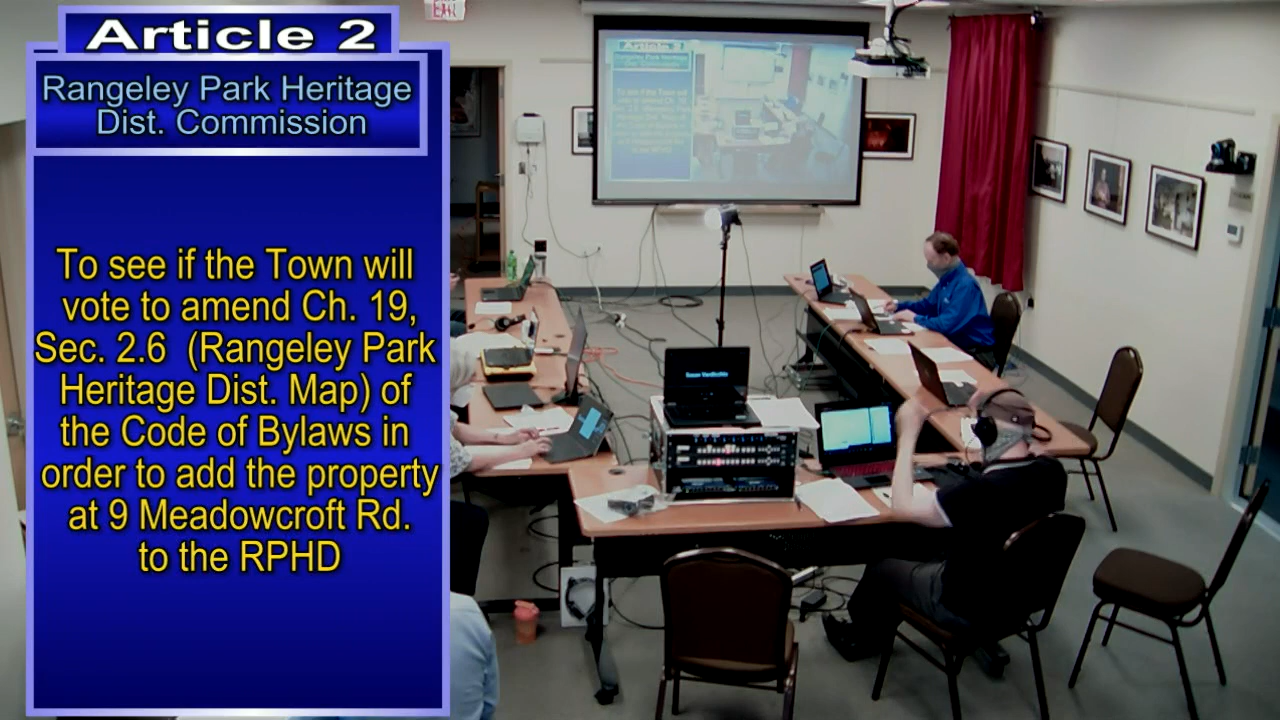 Article 2
Rangeley Park Heritage
Dist. Commission
To see if the Town will
vote to amend Ch. 19,
Sec. 2.6 (Rangeley Park
Heritage Dist. Map) of
the Code of Bylaws in
order to add the property
at 9 Meadowcroft Rd.
to the RPHD
EXIT